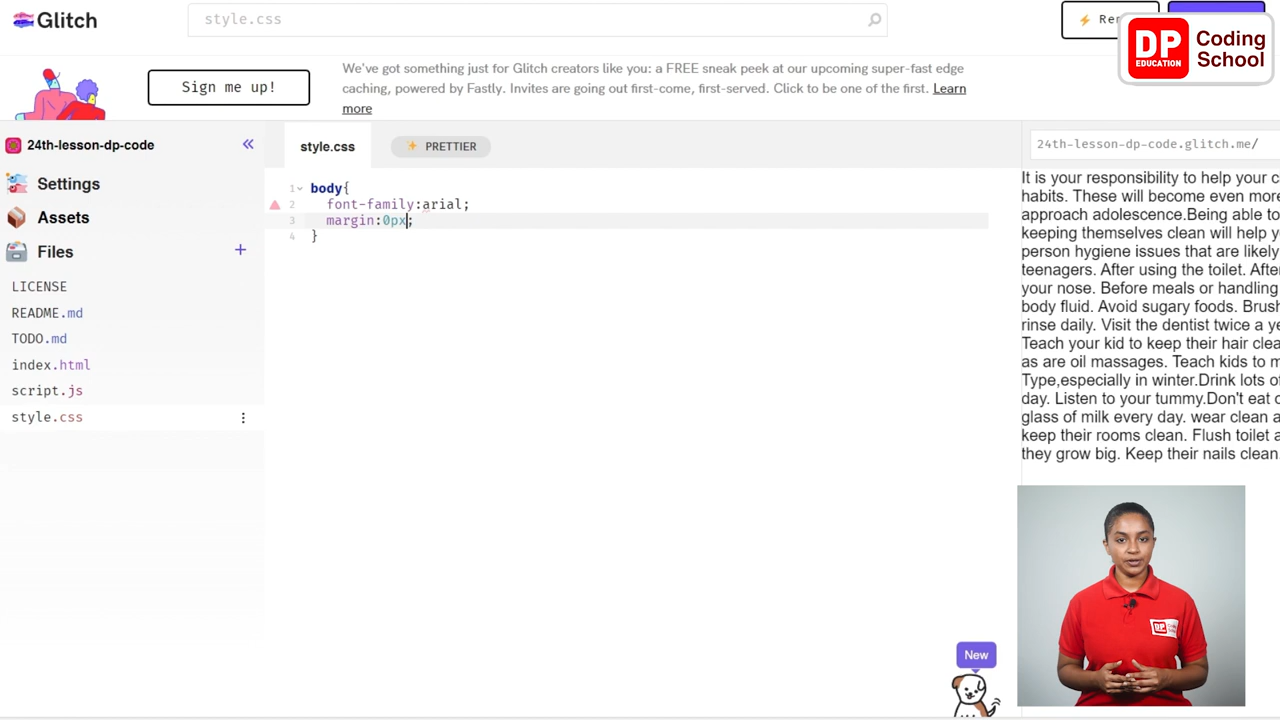 Glitch
style.css
Re
DP
EDUCATION
Coding
School
Sign me up!
We've got something just for Glitch creators like you: a FREE sneak peek at our upcoming super-fast edge
caching, powered by Fastly. Invites are going out first-come, first-served. Click to be one of the first. Learn
more
24th-lesson-dp-code
Settings
Assets
Files
LICENSE
README.md
TODO.md
index.html
script.js
style.css
style.css
PRETTIER
1 body{
2 font-family:arial;
3 margin:0px;
4 }
24th-lesson-dp-code.glitch.me/
It is your responsibility to help your
habits. These will become even more
approach adolescence.Being able to
keeping themselves clean will help
person hygiene issues that are likely
teenagers. After using the toilet.
your nose. Before meals or handling
body fluid. Avoid sugary foods.
rinse daily. Visit the dentist twice a
Teach your kid to keep their hair
as are oil massages. Teach kids to
Type,especially in winter.Drink lots
day. Listen to your tummy.Don't eat
glass of milk every day. wear clean
keep their rooms clean. Flush toilet
they grow big. Keep their nails clean.
New
DP